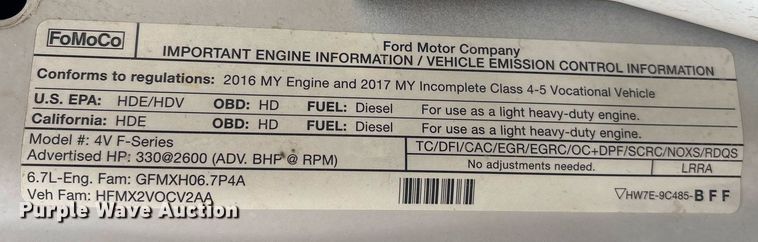 FoMoCo
Ford Motor Company
IMPORTANT ENGINE INFORMATION / VEHICLE EMISSION CONTROL INFORMATION
Conforms to regulations: 2016 MY Engine and 2017 MY Incomplete Class 4-5 Vocational Vehicle
U.S. EPA: HDE/HDV OBD: HD FUEL: Diesel For use as a light heavy-duty engine.
California: HDE OBD: HD FUEL: Diesel For use as a light heavy-duty engine.
Model #: 4V F-Series TC/DFI/CAC/EGR/EGRC/OC+DPF/SCRC/NOXS/RDQS
Advertised HP: 330@2600 (ADV. BHP @ RPM) No adjustments needed. LRRA
6.7L-Eng. Fam: GFMXH06.7P4A
Veh Fam: HFMX2VOCV2AA HW7E-9C485-BFF
Purple Wave Auction